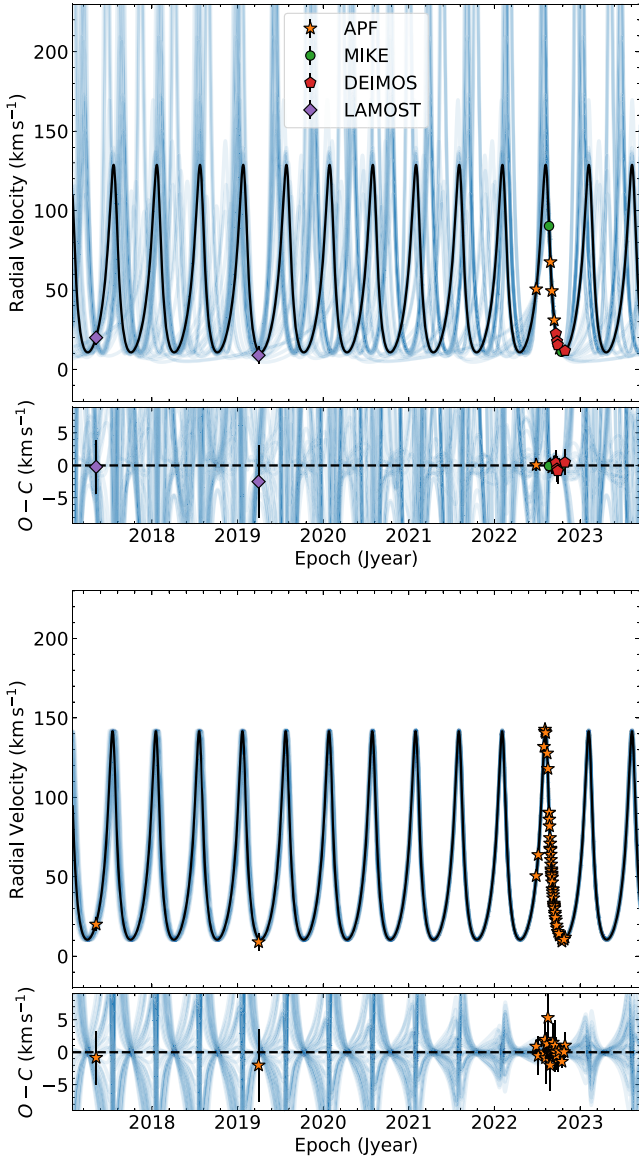 APF
MIKE
DEIMOS
LAMOST
200
150
100
50
0
Radial Velocity (km s⁻¹)
5
0
−5
O − C (km s⁻¹)
2018 2019 2020 2021 2022 2023
Epoch (Jyear)
200
150
100
50
0
Radial Velocity (km s⁻¹)
5
0
−5
O − C (km s⁻¹)
2018 2019 2020 2021 2022 2023
Epoch (Jyear)